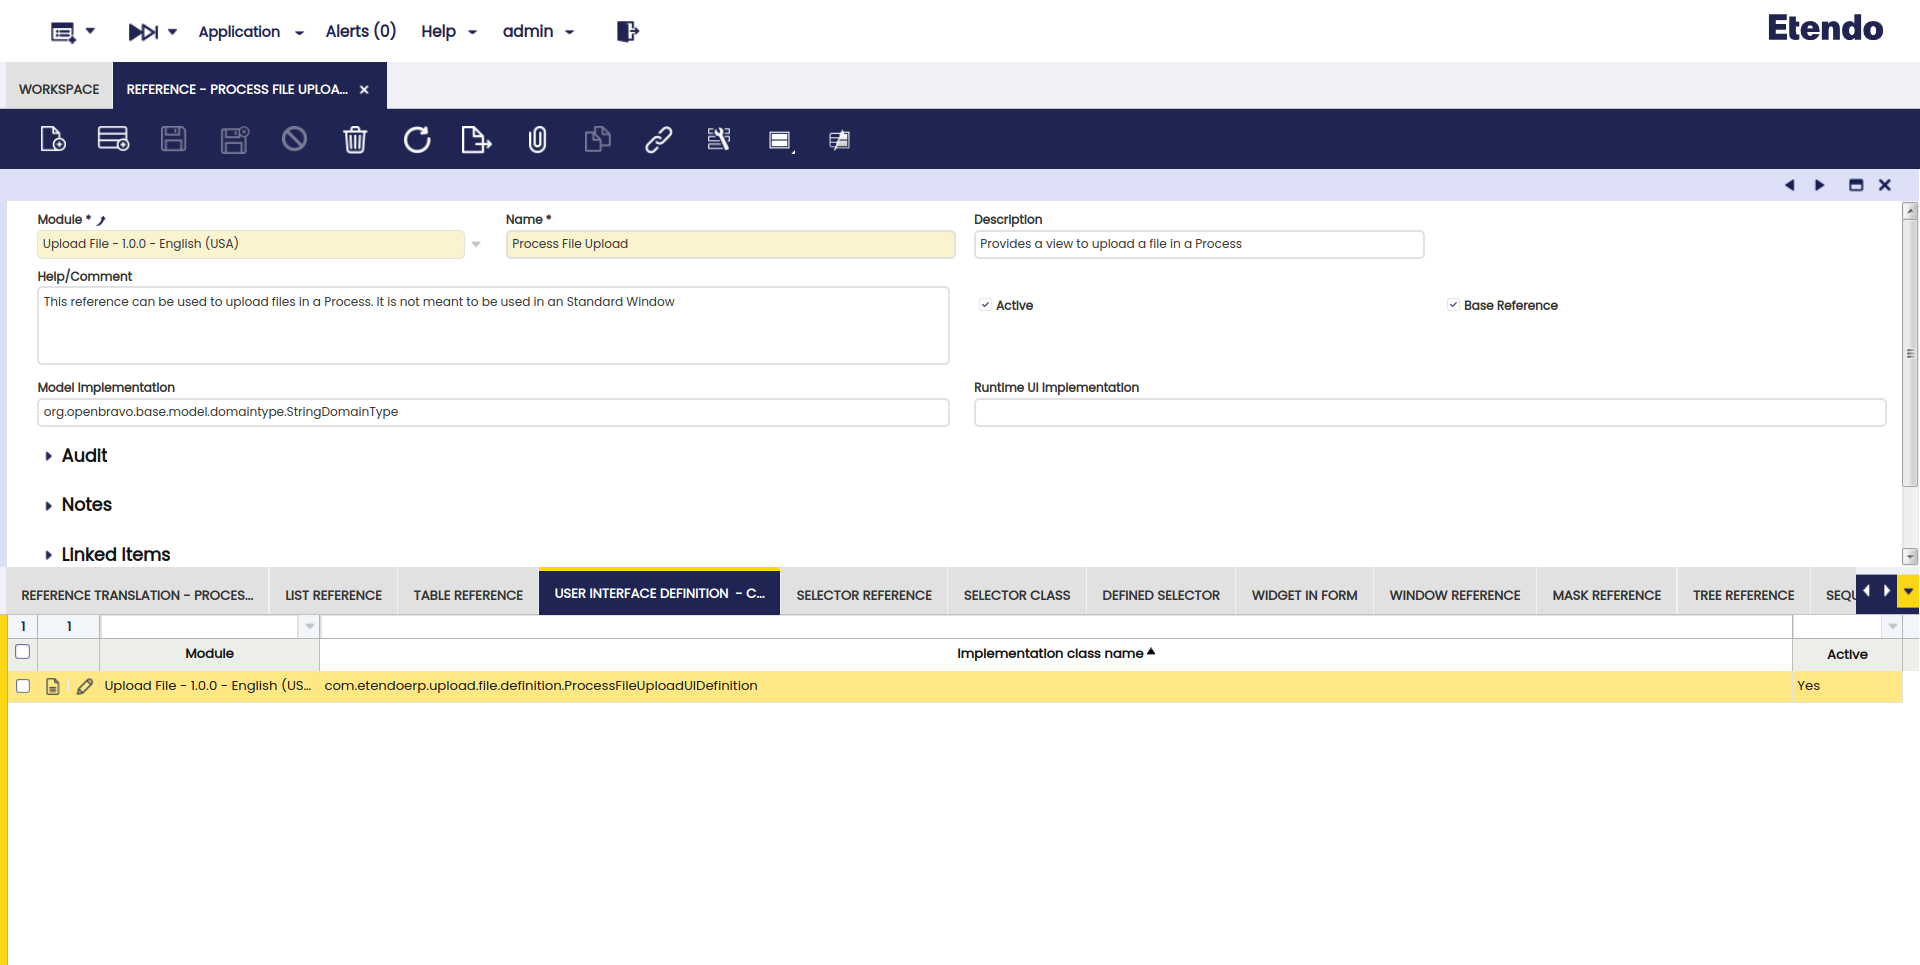 Application
Alerts (0)
Help
admin
Etendo
WORKSPACE
REFERENCE - PROCESS FILE UPLOA...
Module *
Name *
Description
Upload File - 1.0.0 - English (USA)
Process File Upload
Provides a view to upload a file in a Process
Help/Comment
This reference can be used to upload files in a Process. It is not meant to be used in an Standard Window
Active
Base Reference
Model Implementation
Runtime UI Implementation
org.openbravo.base.model.domaintype.StringDomainType
Audit
Notes
Linked Items
REFERENCE TRANSLATION - PROCES...
LIST REFERENCE
TABLE REFERENCE
USER INTERFACE DEFINITION - C...
SELECTOR REFERENCE
SELECTOR CLASS
DEFINED SELECTOR
WIDGET IN FORM
WINDOW REFERENCE
MASK REFERENCE
TREE REFERENCE
SEQU
1
1
Module
Implementation class name
Active
Upload File - 1.0.0 - English (US...
com.etendoerp.upload.file.definition.ProcessFileUploadUIDefinition
Yes